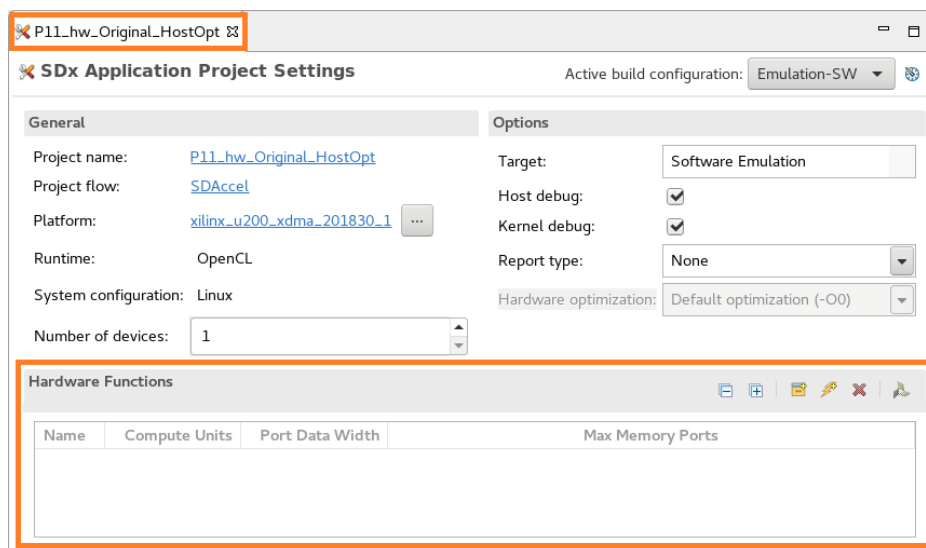 P11_hw_Original_HostOpt
SDx Application Project Settings
Active build configuration: Emulation-SW
General
Project name: P11_hw_Original_HostOpt
Project flow: SDAccel
Platform: xilinx_u200_xdma_201830_1 ...
Runtime: OpenCL
System configuration: Linux
Number of devices: 1
Options
Target: Software Emulation
Host debug:
Kernel debug:
Report type: None
Hardware optimization: Default optimization (-O0)
Hardware Functions
Name Compute Units Port Data Width Max Memory Ports